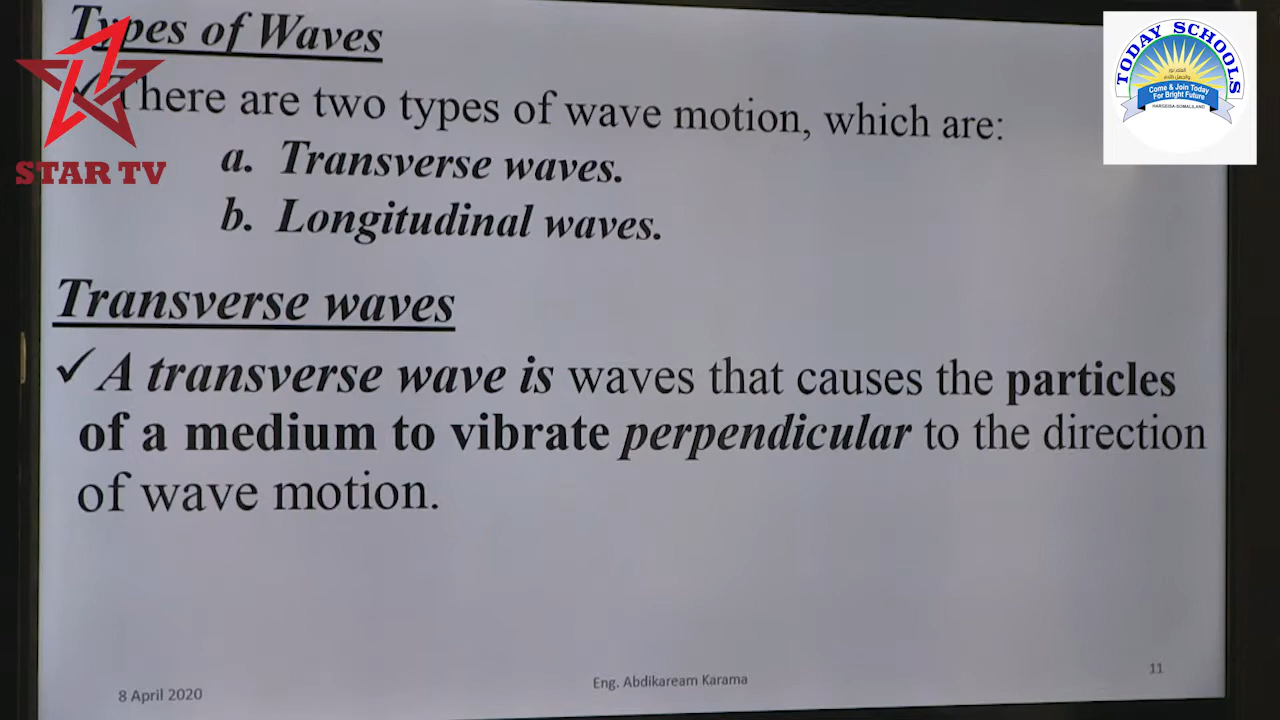 Types of Waves
✓ There are two types of wave motion, which are:
a. Transverse waves.
b. Longitudinal waves.
Transverse waves
✓ A transverse wave is waves that causes the particles
of a medium to vibrate perpendicular to the direction
of wave motion.
8 April 2020
Eng. Abdikaream Karama
11
STAR TV
TODAY SCHOOLS
Come & Join Today
For Bright Future
HARGEISA-SOMALILAND